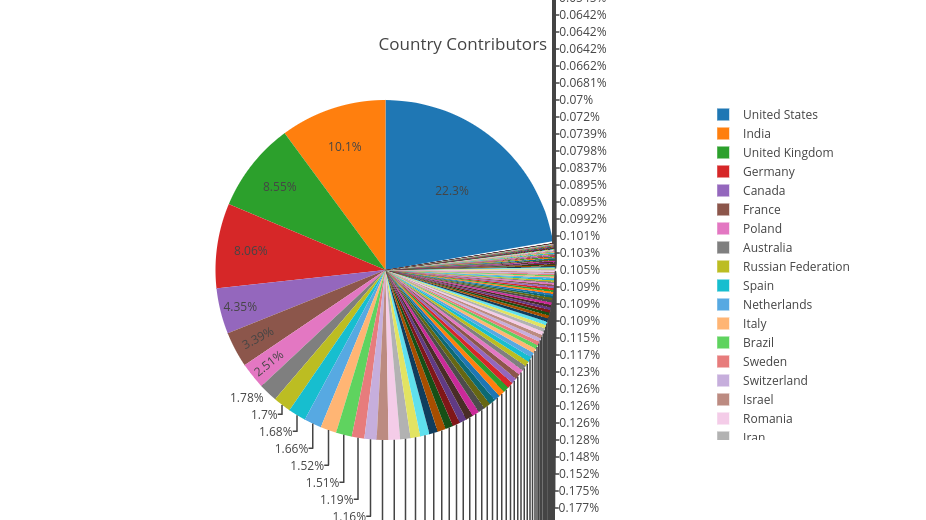 0.0642%
0.0642%
Country Contributors
0.0642%
0.0662%
0.0681%
0.07%
0.072%
0.0739%
0.0798%
0.0837%
0.0895%
0.0895%
0.0992%
0.101%
0.103%
0.105%
0.109%
0.109%
0.109%
0.115%
0.117%
0.123%
0.126%
0.126%
0.126%
0.128%
0.148%
0.152%
0.175%
0.177%
22.3%
10.1%
8.55%
8.06%
4.35%
3.39%
2.51%
1.78%
1.7%
1.68%
1.66%
1.52%
1.51%
1.19%
1.16%
United States
India
United Kingdom
Germany
Canada
France
Poland
Australia
Russian Federation
Spain
Netherlands
Italy
Brazil
Sweden
Switzerland
Israel
Romania
Iran